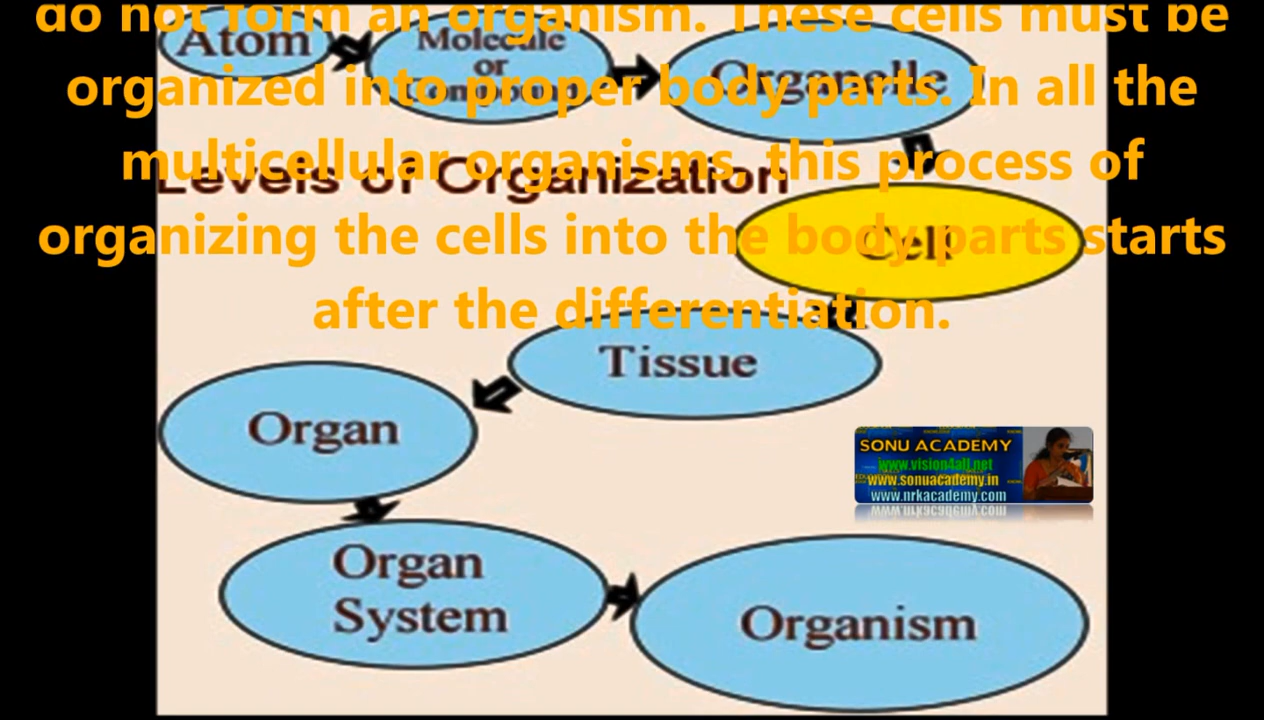 do not form an organism. These cells must be
organized into proper body parts. In all the
multicellular organisms, this process of
organizing the cells into the body parts starts
after the differentiation.
Atom
Molecule
or
Compound
Organelle
Levels of Organization
Cell
Tissue
Organ
Organ
System
Organism
SONU ACADEMY
www.vision4all.net
www.sonuacademy.in
www.nrkacademy.com